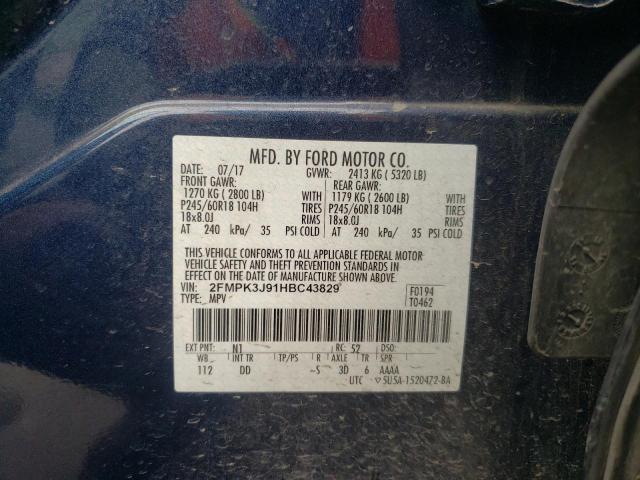 MFD. BY FORD MOTOR CO.
DATE: 07/17 GVWR: 2413 KG ( 5320 LB)
FRONT GAWR: REAR GAWR:
1270 KG ( 2800 LB) WITH 1179 KG ( 2600 LB) WITH
P245/60R18 104H TIRES P245/60R18 104H TIRES
18x8.0J RIMS 18x8.0J RIMS
AT 240 kPa/ 35 PSI COLD AT 240 kPa/ 35 PSI COLD
THIS VEHICLE CONFORMS TO ALL APPLICABLE FEDERAL MOTOR
VEHICLE SAFETY AND THEFT PREVENTION STANDARDS IN
EFFECT ON THE DATE OF MANUFACTURE SHOWN ABOVE.
VIN: 2FMPK3J91HBC43829 F0194
TYPE: MPV T0462
EXT PNT: N1 RC: 52 DSO:
WB INT TR TP/PS R AXLE TR SPR
112 DD ~S 3D 6 AAAA
UTC ▽5U5A-1520472-BA